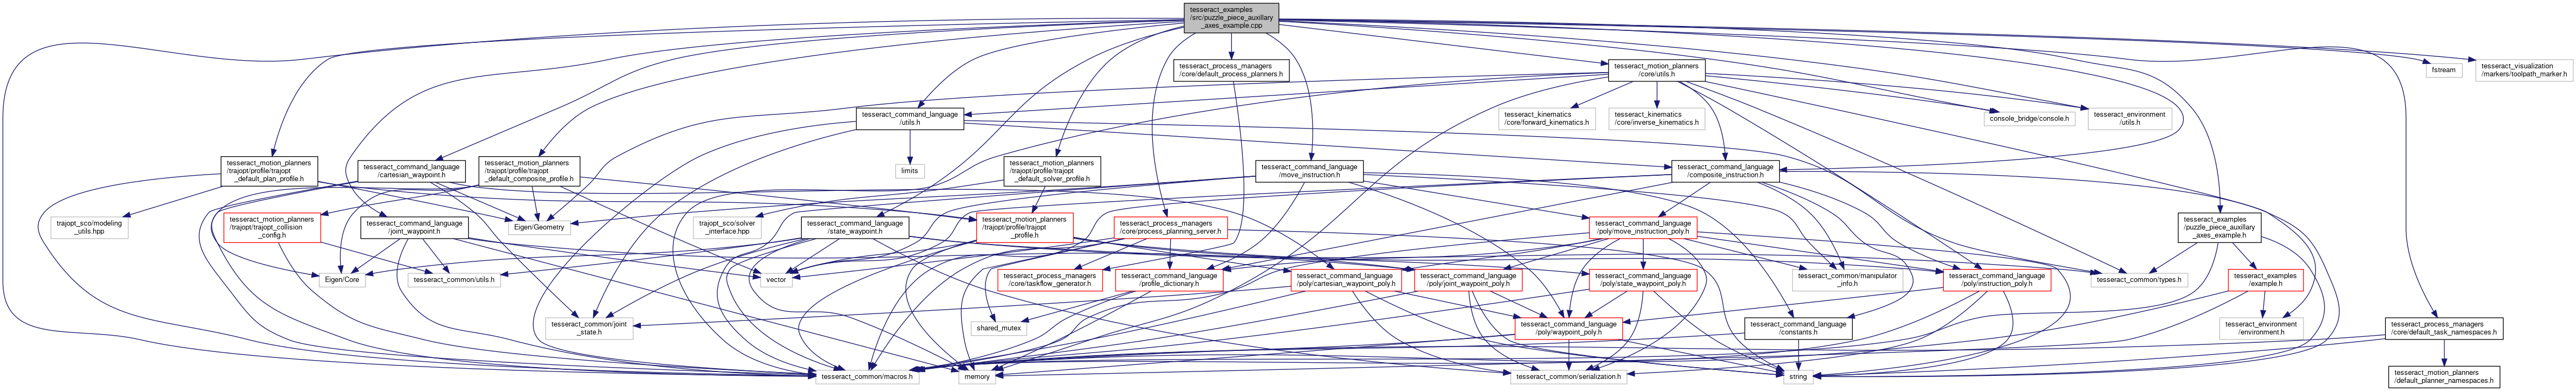 tesseract_examples
/src/puzzle_piece_auxillary
_axes_example.cpp
tesseract_process_managers
/core/default_process_planners.h
tesseract_motion_planners
/core/utils.h
fstream
tesseract_visualization
/markers/toolpath_marker.h
tesseract_command_language
/utils.h
tesseract_kinematics
/core/forward_kinematics.h
tesseract_kinematics
/core/inverse_kinematics.h
console_bridge/console.h
tesseract_environment
/utils.h
tesseract_motion_planners
/trajopt/profile/trajopt
_default_plan_profile.h
tesseract_command_language
/cartesian_waypoint.h
tesseract_motion_planners
/trajopt/profile/trajopt
_default_composite_profile.h
limits
tesseract_motion_planners
/trajopt/profile/trajopt
_default_solver_profile.h
tesseract_command_language
/move_instruction.h
tesseract_command_language
/composite_instruction.h
trajopt_sco/modeling
_utils.hpp
tesseract_motion_planners
/trajopt/trajopt_collision
_config.h
tesseract_command_language
/joint_waypoint.h
Eigen/Geometry
trajopt_sco/solver
_interface.hpp
tesseract_command_language
/state_waypoint.h
tesseract_motion_planners
/trajopt/profile/trajopt
_profile.h
tesseract_process_managers
/core/process_planning_server.h
tesseract_command_language
/poly/move_instruction_poly.h
tesseract_examples
/puzzle_piece_auxillary
_axes_example.h
Eigen/Core
tesseract_common/utils.h
vector
tesseract_process_managers
/core/taskflow_generator.h
tesseract_command_language
/profile_dictionary.h
tesseract_command_language
/poly/cartesian_waypoint_poly.h
tesseract_command_language
/poly/joint_waypoint_poly.h
tesseract_command_language
/poly/state_waypoint_poly.h
tesseract_common/manipulator
_info.h
tesseract_command_language
/poly/instruction_poly.h
tesseract_common/types.h
tesseract_examples
/example.h
tesseract_common/joint
_state.h
shared_mutex
tesseract_command_language
/poly/waypoint_poly.h
tesseract_command_language
/constants.h
tesseract_environment
/environment.h
tesseract_process_managers
/core/default_task_namespaces.h
tesseract_common/macros.h
memory
tesseract_common/serialization.h
string
tesseract_motion_planners
/default_planner_namespaces.h